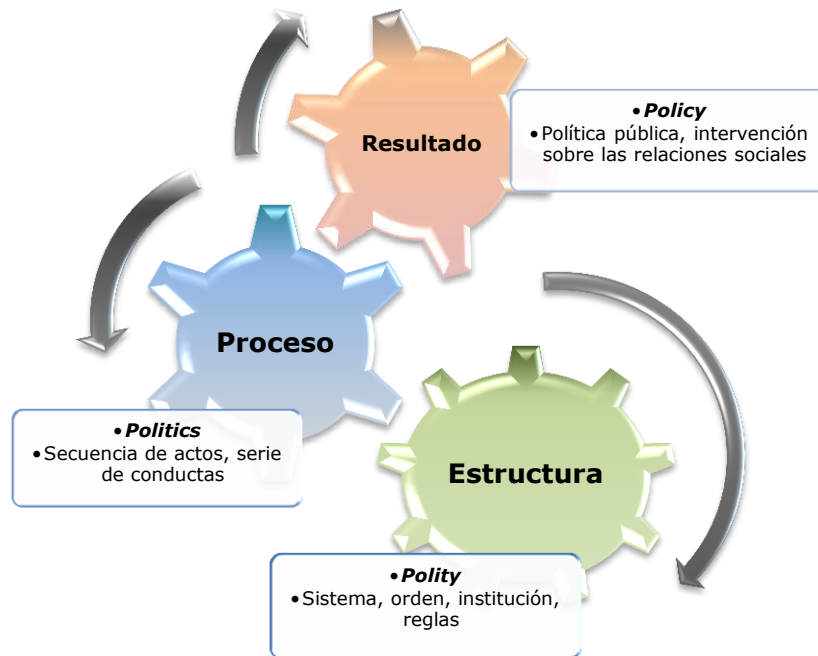 Resultado
•Policy
•Política pública, intervención
sobre las relaciones sociales
Proceso
•Politics
•Secuencia de actos, serie
de conductas
Estructura
•Polity
•Sistema, orden, institución,
reglas